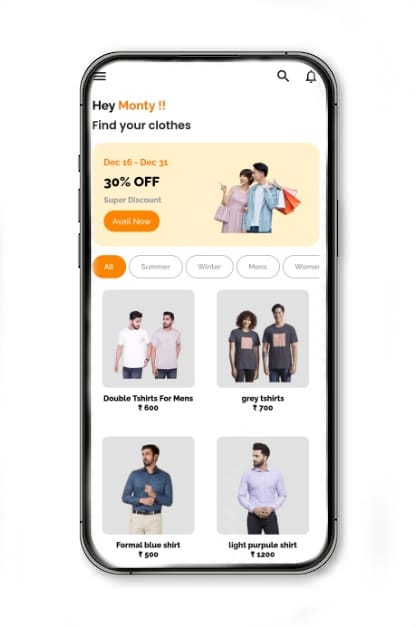 Hey Monty !!
Find your clothes
Dec 16 - Dec 31
30% OFF
Super Discount
Avail Now
All
Summer
Winter
Mens
Women
Double Tshirts For Mens
₹ 600
grey tshirts
₹ 700
Formal blue shirt
₹ 500
light purpule shirt
₹ 1200